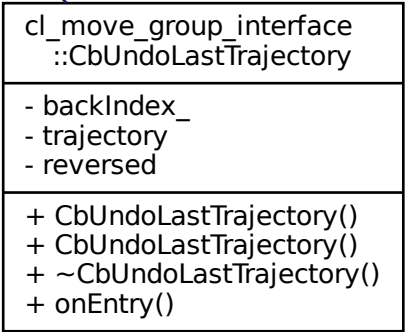 cl_move_group_interface
::CbUndoLastTrajectory
- backIndex_
- trajectory
- reversed
+ CbUndoLastTrajectory()
+ CbUndoLastTrajectory()
+ ~CbUndoLastTrajectory()
+ onEntry()